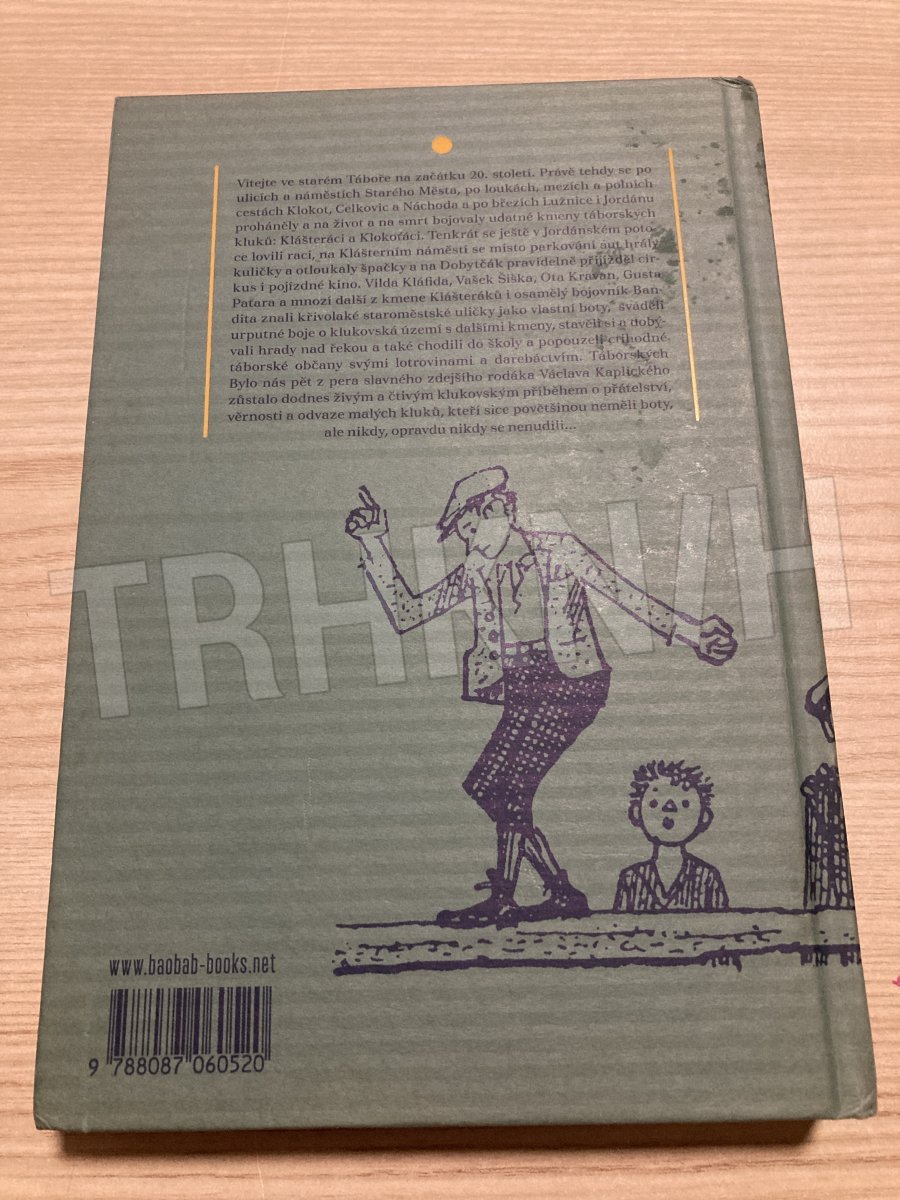 Vítejte ve starém Táboře na začátku 20. století. Právě tehdy se po
ulicích a náměstích Starého Města, po loukách, mezích a polních
cestách Klokot, Čelkovic a Náchoda a po březích Lužnice i Jordánu
proháněly a na život a na smrt bojovaly udatné kmeny táborských
kluků: Klášteráci a Klokoťáci. Tenkrát se ještě v Jordánském poto-
ce lovili raci, na Klášterním náměstí se místo parkování aut hrály
kuličky a otloukaly špačky a na Dobytčák pravidelně přijížděl cir-
kus i pojízdné kino. Vilda Kláfida, Vašek Šiška, Ota Kravan, Gusta
Paťara a mnozí další z kmene Klášteráků i osamělý bojovník Ban-
dita znali křivolaké staroměstské uličky jako vlastní boty, sváděli
urputné boje o klukovská území s dalšími kmeny, stavěli si a dobý-
vali hrady nad řekou a také chodili do školy a popouzeli ctihodné
táborské občany svými lotrovinami a darebáctvím. Táborských
Bylo nás pět z pera slavného zdejšího rodáka Václava Kaplického
zůstalo dodnes živým a čtivým klukovským příběhem o přátelství,
věrnosti a odvaze malých kluků, kteří sice povětšinou neměli boty,
ale nikdy, opravdu nikdy se nenudili...
www.baobab-books.net
9 788087 060520